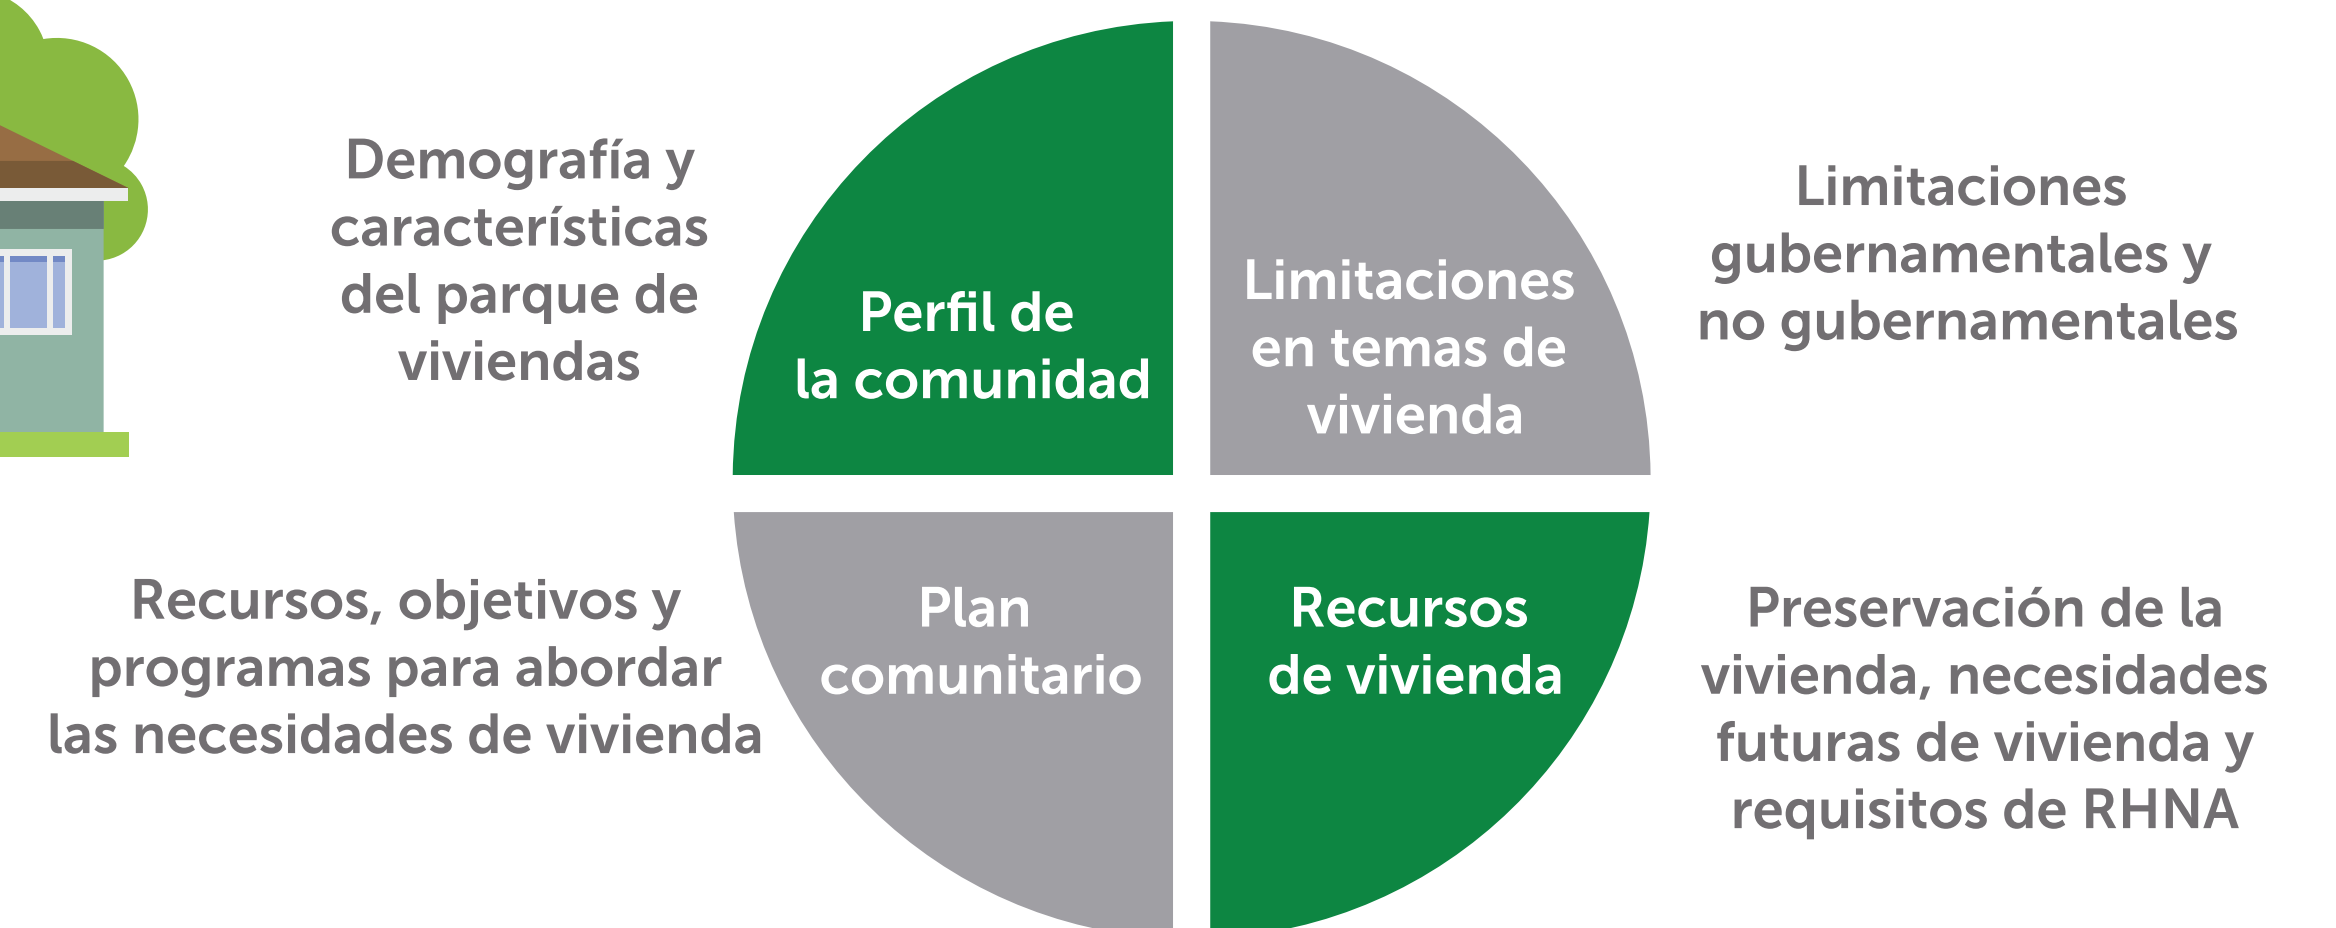 Demografía y
características
del parque de
viviendas
Perfil de
la comunidad
Limitaciones
en temas de
vivienda
Limitaciones
gubernamentales y
no gubernamentales
Recursos, objetivos y
programas para abordar
las necesidades de vivienda
Plan
comunitario
Recursos
de vivienda
Preservación de la
vivienda, necesidades
futuras de vivienda y
requisitos de RHNA